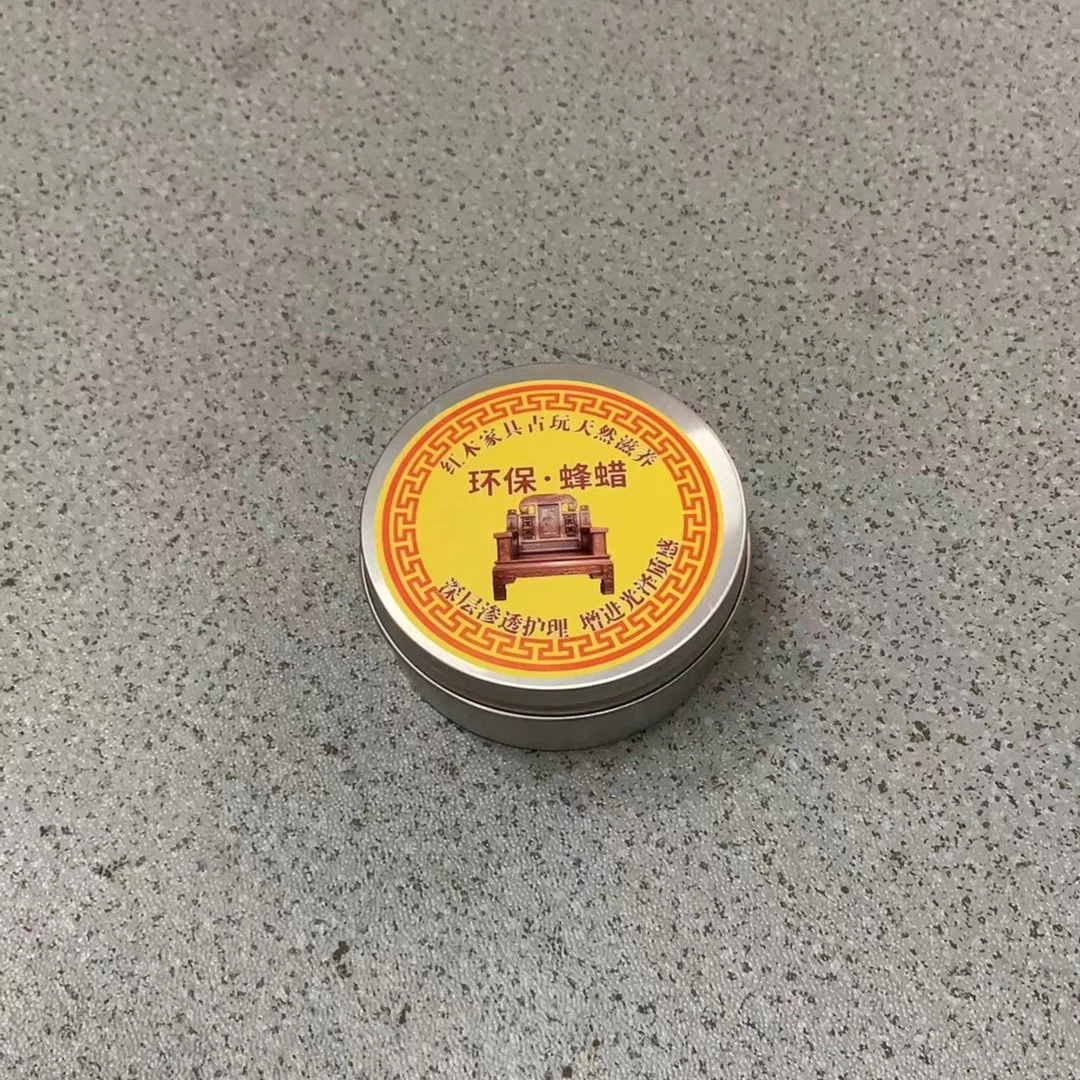 红木家具古玩天然滋养
环保·蜂蜡
深层渗透护理 增进光泽质感